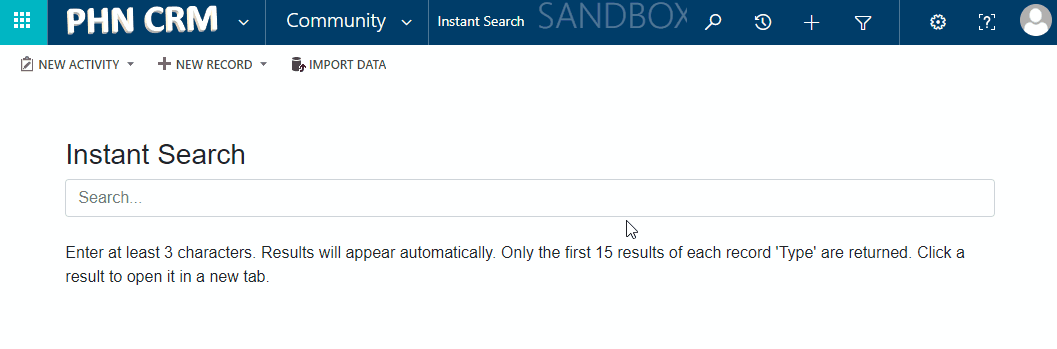 PHN CRM Community Instant Search SANDBOX
NEW ACTIVITY NEW RECORD IMPORT DATA
Instant Search
Search...
Enter at least 3 characters. Results will appear automatically. Only the first 15 results of each record 'Type' are returned. Click a
result to open it in a new tab.